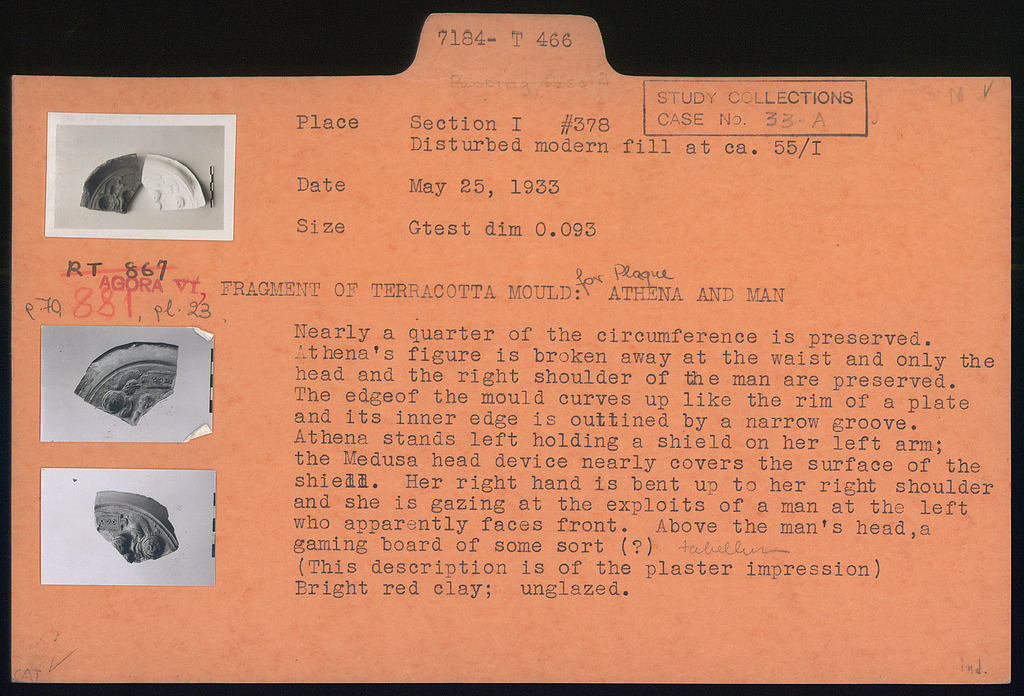 7184- T 466
Packing Case 2
STUDY COLLECTIONS
CASE No. 33-A
Place Section I #378
Disturbed modern fill at ca. 55/I
Date May 25, 1933
Size Gtest dim 0.093
RT 867
AGORA VI,
p 70, 881, pl. 23.
for Plaque
FRAGMENT OF TERRACOTTA MOULD: ATHENA AND MAN
Nearly a quarter of the circumference is preserved.
Athena's figure is broken away at the waist and only the
head and the right shoulder of the man are preserved.
The edgeof the mould curves up like the rim of a plate
and its inner edge is outlined by a narrow groove.
Athena stands left holding a shield on her left arm;
the Medusa head device nearly covers the surface of the
shield. Her right hand is bent up to her right shoulder
and she is gazing at the exploits of a man at the left
who apparently faces front. Above the man's head,a
gaming board of some sort (?) tabellum
(This description is of the plaster impression)
Bright red clay; unglazed.
CAT
ind.